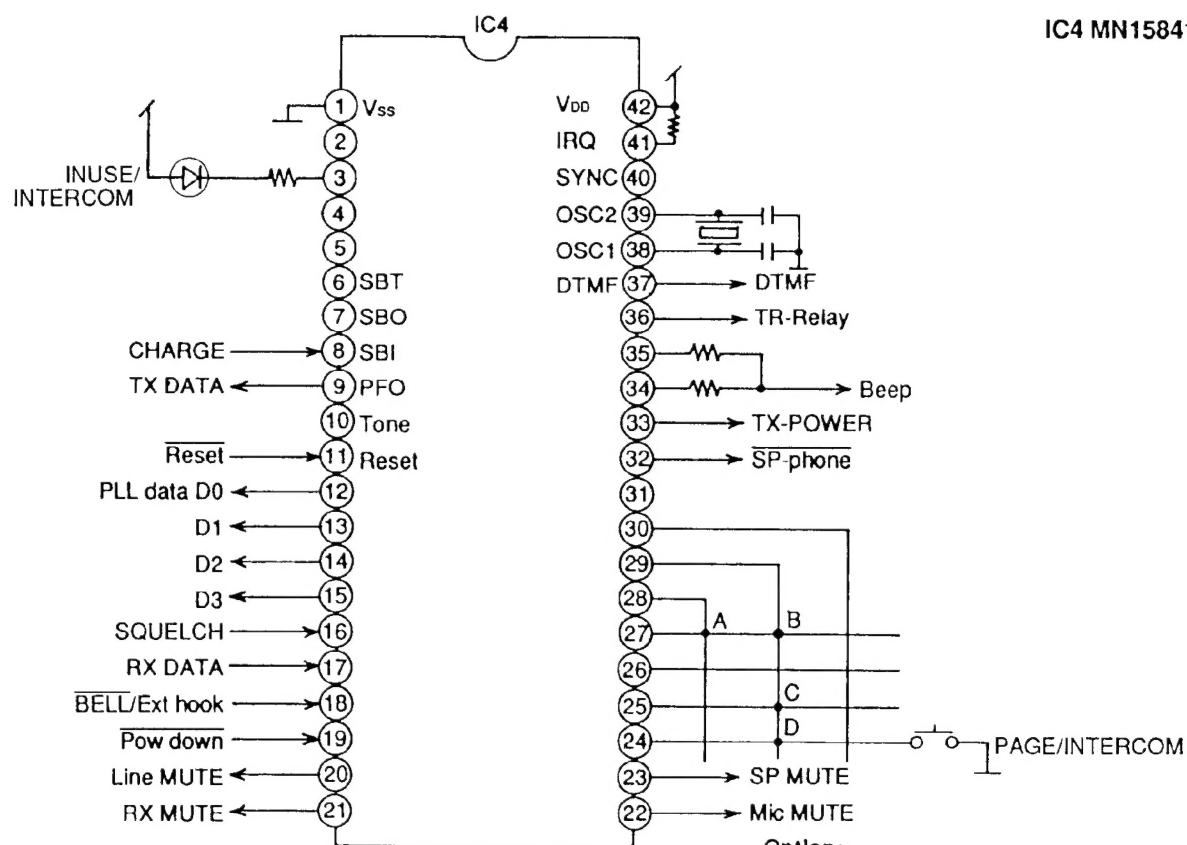 IC4
IC4 MN1584
1 Vss
2
INUSE/
INTERCOM
3
4
5
6 SBT
7 SBO
CHARGE 8 SBI
TX DATA 9 PFO
10 Tone
Reset 11 Reset
PLL data D0 12
D1 13
D2 14
D3 15
SQUELCH 16
RX DATA 17
BELL/Ext hook 18
Pow down 19
Line MUTE 20
RX MUTE 21
VDD 42
IRQ 41
SYNC 40
OSC2 39
OSC1 38
DTMF 37 DTMF
36 TR-Relay
35
34 Beep
33 TX-POWER
32 SP-phone
31
30
29
28
A B
27
26
C
25
D
24 PAGE/INTERCOM
23 SP MUTE
22 Mic MUTE